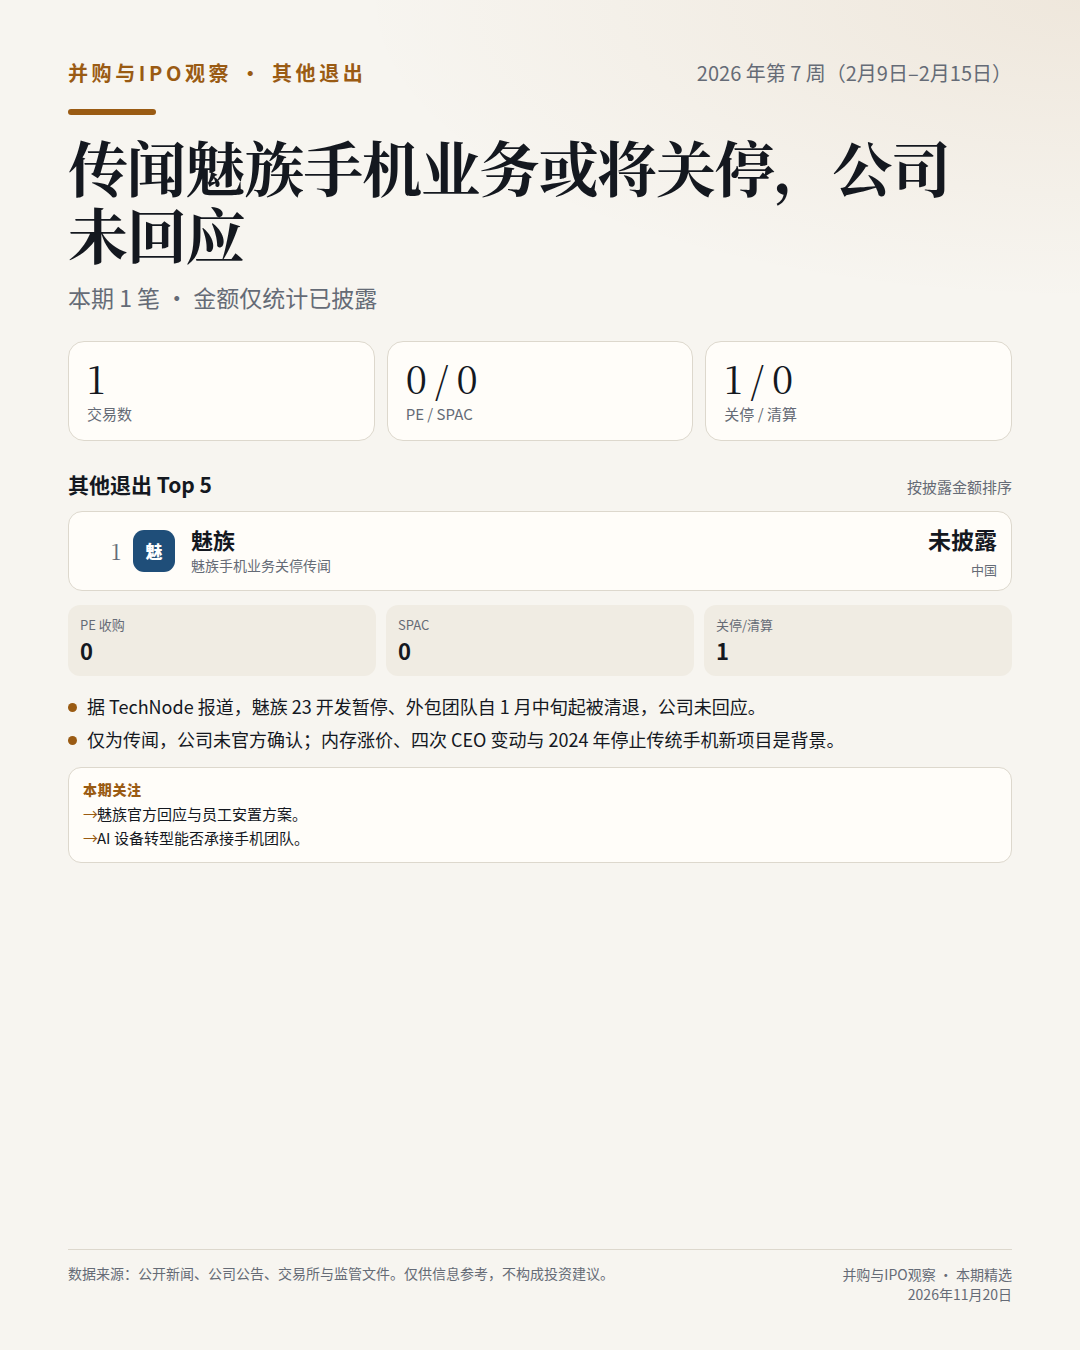 并购与IPO观察 • 其他退出
2026 年第 7 周（2月9日–2月15日）
传闻魅族手机业务或将关停，公司
未回应
本期 1 笔 • 金额仅统计已披露
1
交易数
0 / 0
PE / SPAC
1 / 0
关停 / 清算
其他退出 Top 5
按披露金额排序
1
魅
魅族
魅族手机业务关停传闻
未披露
中国
PE 收购
0
SPAC
0
关停/清算
1
据 TechNode 报道，魅族 23 开发暂停、外包团队自 1 月中旬起被清退，公司未回应。
仅为传闻，公司未官方确认；内存涨价、四次 CEO 变动与 2024 年停止传统手机新项目是背景。
本期关注
→魅族官方回应与员工安置方案。
→AI 设备转型能否承接手机团队。
数据来源：公开新闻、公司公告、交易所与监管文件。仅供信息参考，不构成投资建议。
并购与IPO观察 • 本期精选
2026年11月20日